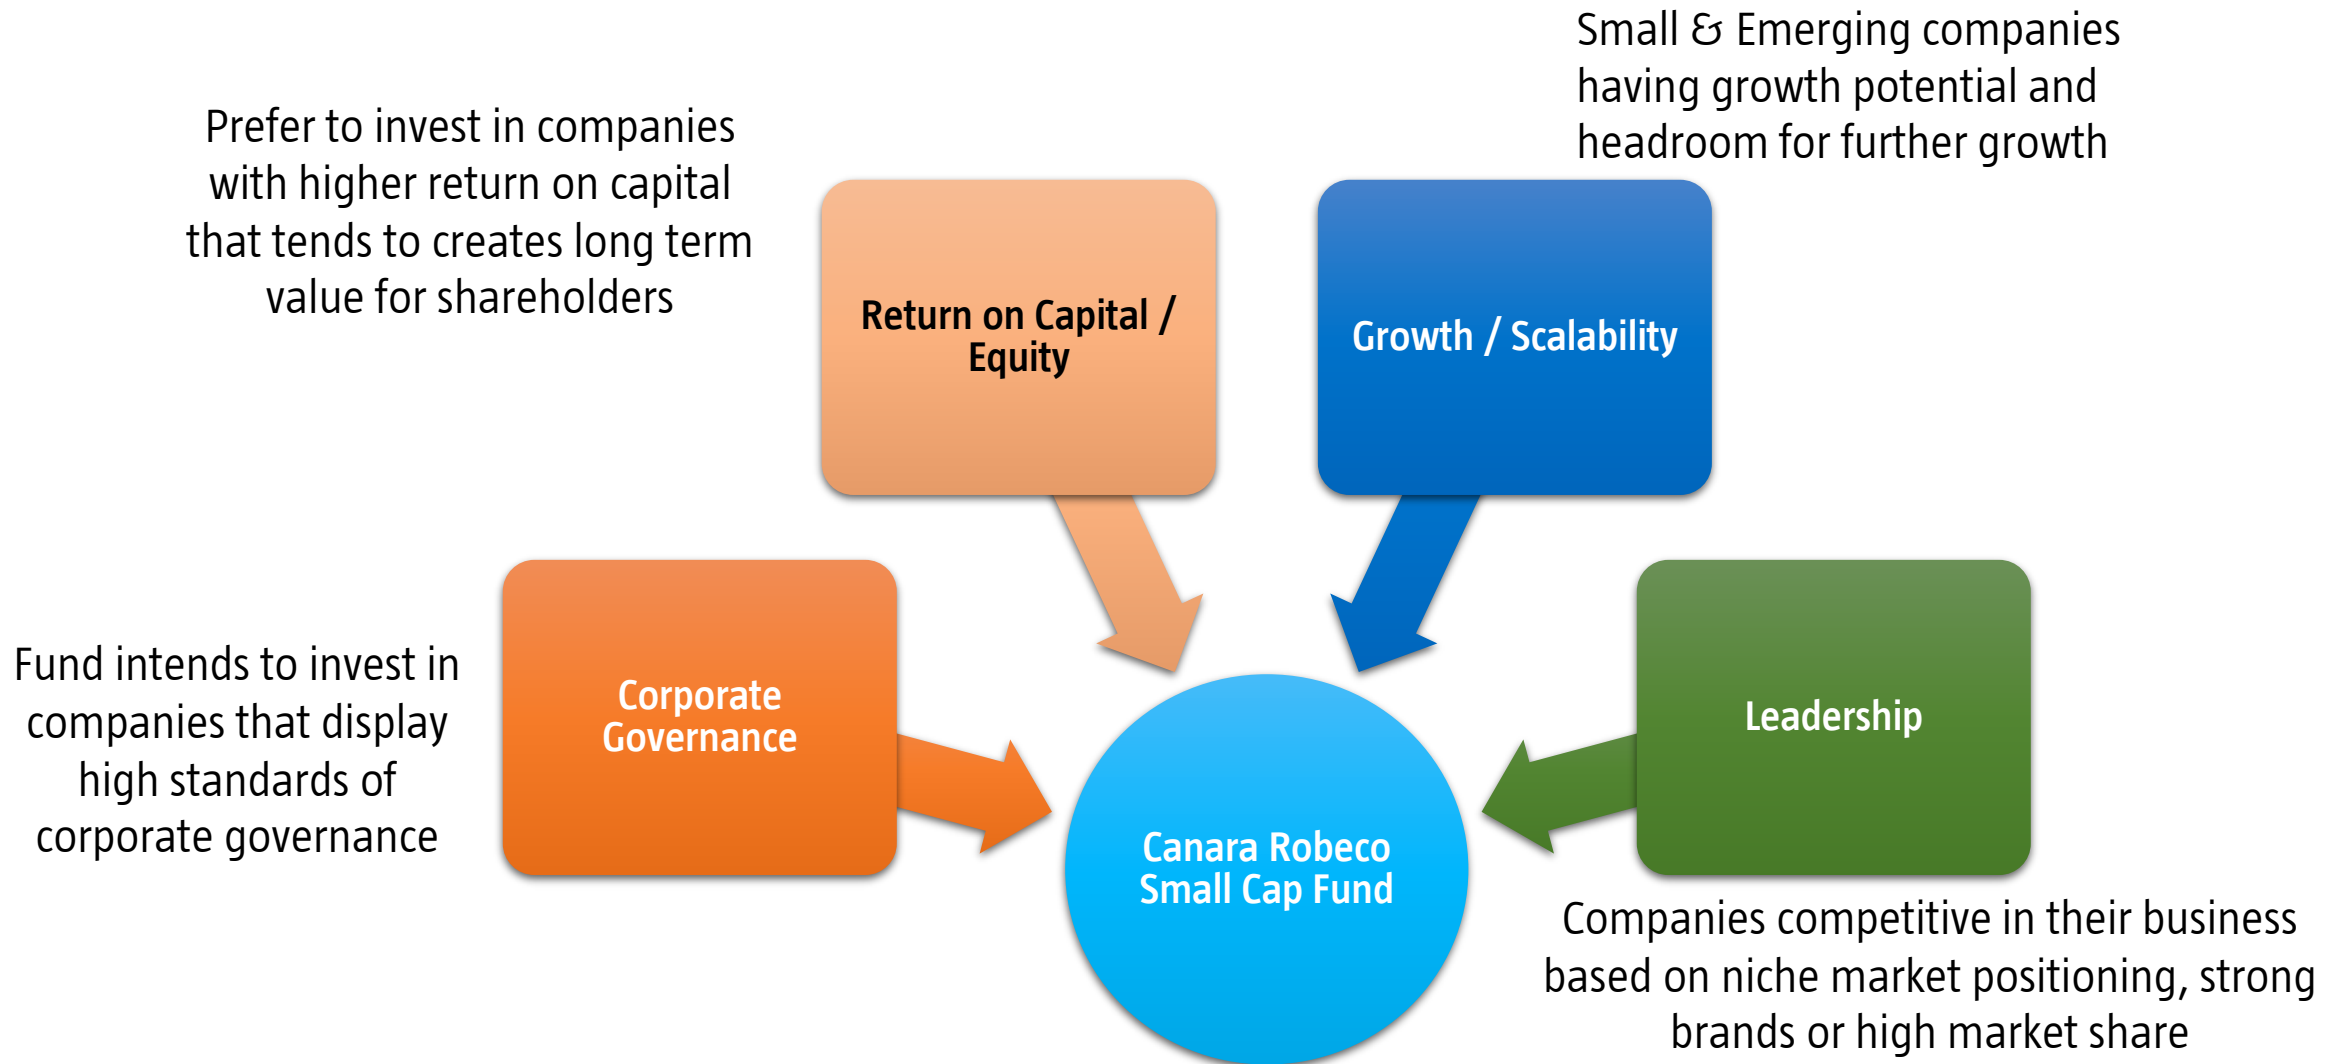 Small & Emerging companies
having growth potential and
headroom for further growth
Prefer to invest in companies
with higher return on capital
that tends to creates long term
value for shareholders
Return on Capital /
Equity
Growth / Scalability
Fund intends to invest in
companies that display
high standards of
corporate governance
Corporate
Governance
Leadership
Canara Robeco
Small Cap Fund
Companies competitive in their business
based on niche market positioning, strong
brands or high market share